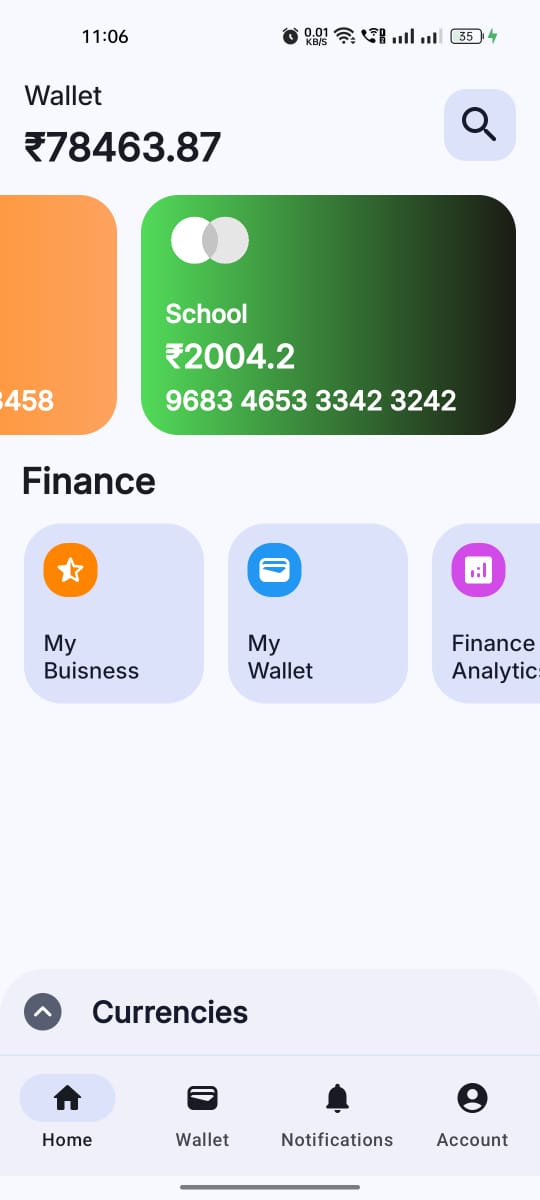 11:06
0.01
KB/S
35
Wallet
₹78463.87
School
₹2004.2
3458
9683 4653 3342 3242
Finance
My
Buisness
My
Wallet
Finance
Analytics
Currencies
Home
Wallet
Notifications
Account